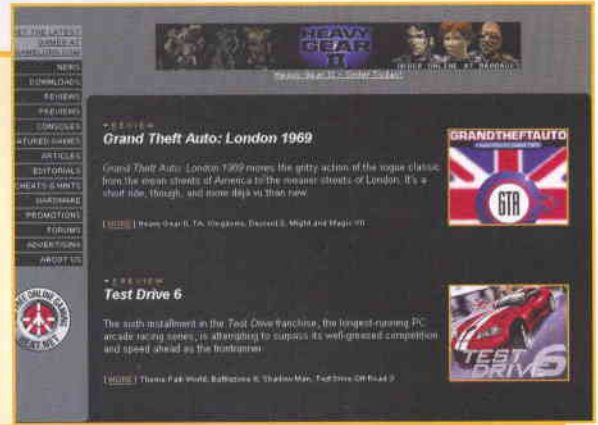 GET THE LATEST
GAMES AT
NEWS
DOWNLOADS
REVIEWS
PREVIEWS
CONSOLES
FEATURED GAMES
ARTICLES
EDITORIALS
CHEATS & HINTS
HARDWARE
PROMOTIONS
FORUMS
ADVERTISING
ABOUT US
HEAVY
GEAR
II
ORDER ONLINE AT
Heavy Gear II - Order Today!
Grand Theft Auto: London 1969
Grand Theft Auto: London 1969 moves the gritty action of the rogue classic
from the mean streets of America to the meaner streets of London. It's a
short ride, though, and more déjà vu than new.
[MORE] Heavy Gear II, TA: Kingdoms, Descent 3, Might and Magic VII
GRANDTHEFTAUTO
GTA
PREVIEW
Test Drive 6
The sixth installment in the Test Drive franchise, the longest-running PC
arcade racing series, is attempting to surpass its well-greased competition
and speed ahead as the frontrunner.
[MORE] Theme Park World, Battlezone II, Shadow Man, Test Drive Off-Road 3
TEST
DRIVE 6